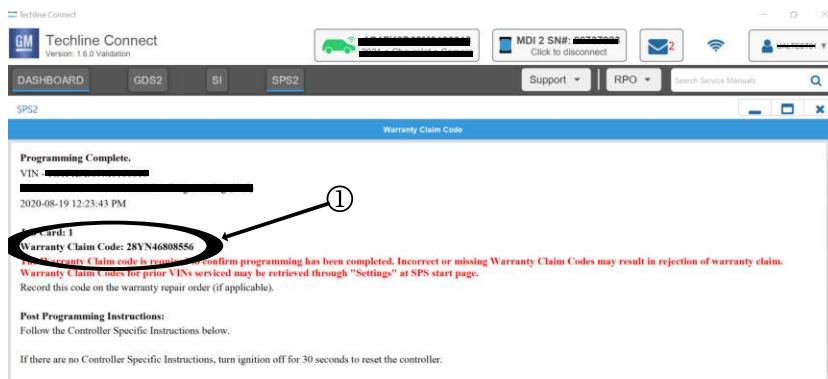 Techline Connect
GM Techline Connect
Version: 1.6.0 Validation
2021 - Chevrolet - Camaro
MDI 2 SN#:
Click to disconnect
2
DASHBOARD GDS2 SI SPS2
Support RPO Search Service Manuals
SPS2
Warranty Claim Code
Programming Complete.
VIN -
2020-08-19 12:23:43 PM
①
Card: 1
Warranty Claim Code: 28YN46808556
The Warranty Claim code is required to confirm programming has been completed. Incorrect or missing Warranty Claim Codes may result in rejection of warranty claim.
Warranty Claim Codes for prior VINs serviced may be retrieved through "Settings" at SPS start page.
Record this code on the warranty repair order (if applicable).
Post Programming Instructions:
Follow the Controller Specific Instructions below.
If there are no Controller Specific Instructions, turn ignition off for 30 seconds to reset the controller.